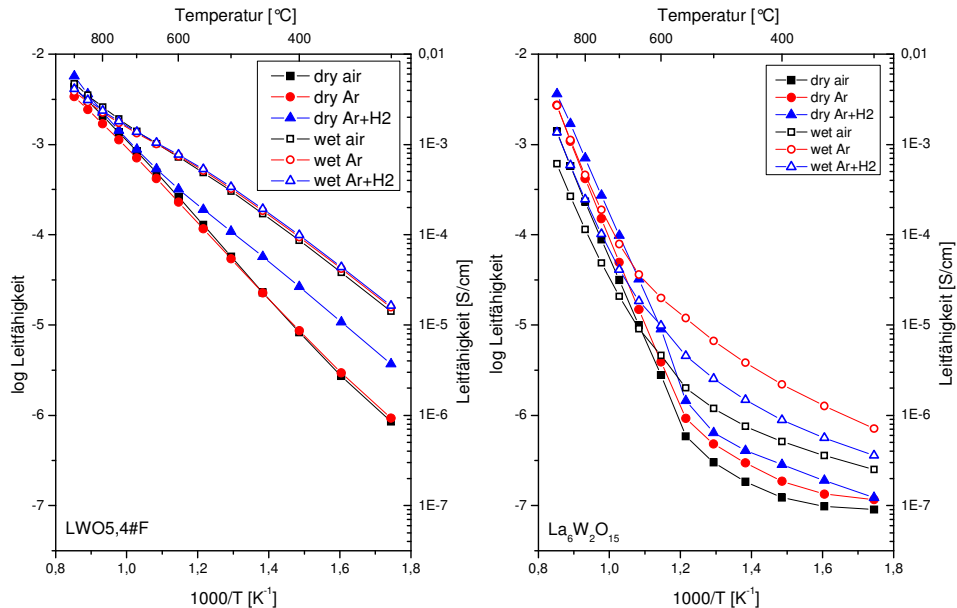 Temperatur [°C]
800
600
400
-2
-3
-4
-5
-6
-7
log Leitfähigkeit
0,01
1E-3
1E-4
1E-5
1E-6
1E-7
Leitfähigkeit [S/cm]
dry air
dry Ar
dry Ar+H2
wet air
wet Ar
wet Ar+H2
LWO5,4#F
0,8 1,0 1,2 1,4 1,6 1,8
1000/T [K⁻¹]
Temperatur [°C]
800
600
400
-2
-3
-4
-5
-6
-7
log Leitfähigkeit
0,01
1E-3
1E-4
1E-5
1E-6
1E-7
Leitfähigkeit [S/cm]
dry air
dry Ar
dry Ar+H2
wet air
wet Ar
wet Ar+H2
La₆W₂O₁₅
0,8 1,0 1,2 1,4 1,6 1,8
1000/T [K⁻¹]